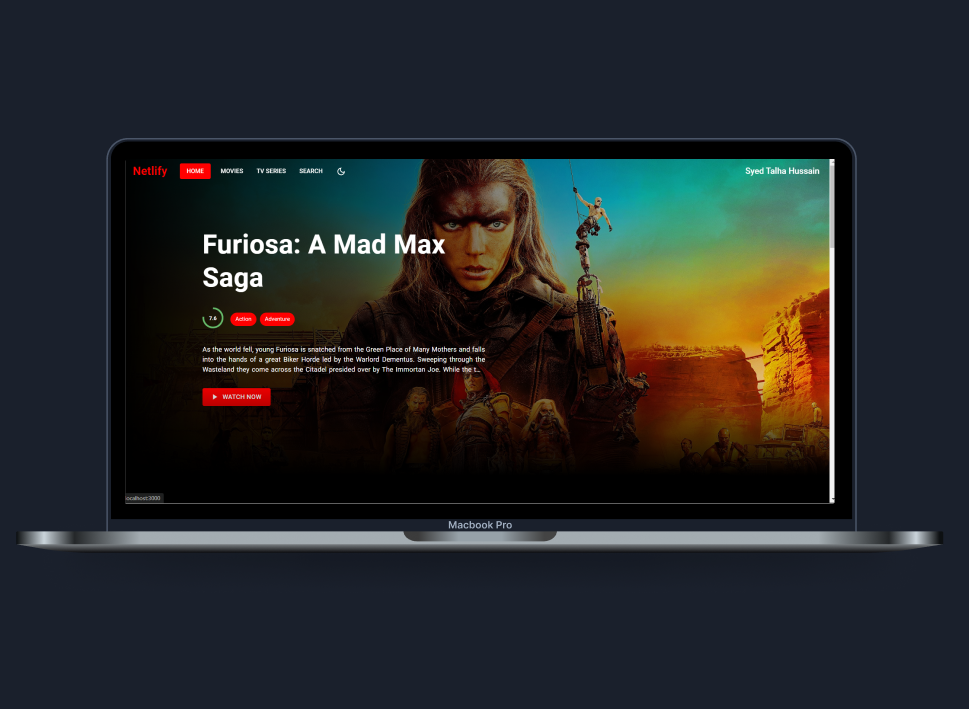 Netlify HOME MOVIES TV SERIES SEARCH Syed Talha Hussain
Furiosa: A Mad Max
Saga
7.6 Action Adventure
As the world fell, young Furiosa is snatched from the Green Place of Many Mothers and falls
into the hands of a great Biker Horde led by the Warlord Dementus. Sweeping through the
Wasteland they come across the Citadel presided over by The Immortan Joe. While the t...
WATCH NOW
localhost:3000
Macbook Pro